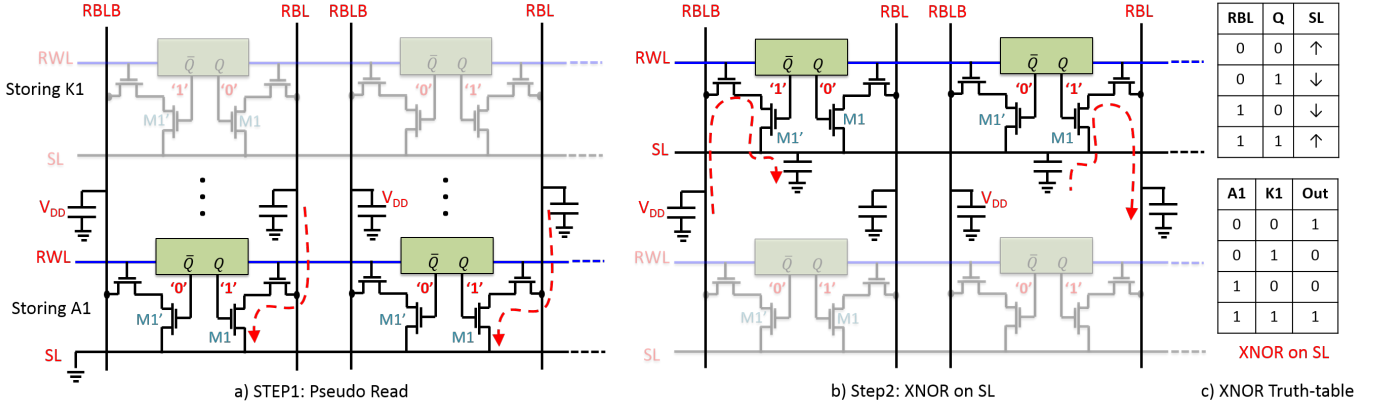 RBLB RBL RBLB RBL
RWL
Q̅ Q Q̅ Q
Storing K1
‘1’ ‘0’ ‘0’ ‘1’
M1’ M1
SL
V_DD V_DD
RWL
Q̅ Q Q̅ Q
‘0’ ‘1’ ‘0’ ‘1’
Storing A1
M1’ M1 M1’ M1
SL
a) STEP1: Pseudo Read
RBLB RBL RBLB RBL
RWL
Q̅ Q Q̅ Q
‘1’ ‘0’ ‘0’ ‘1’
M1’ M1 M1’ M1
SL
V_DD V_DD
RWL
Q̅ Q Q̅ Q
‘0’ ‘1’ ‘0’ ‘1’
M1’ M1
SL
b) Step2: XNOR on SL
RBL Q SL
0 0 ↑
0 1 ↓
1 0 ↓
1 1 ↑
A1 K1 Out
0 0 1
0 1 0
1 0 0
1 1 1
XNOR on SL
c) XNOR Truth-table